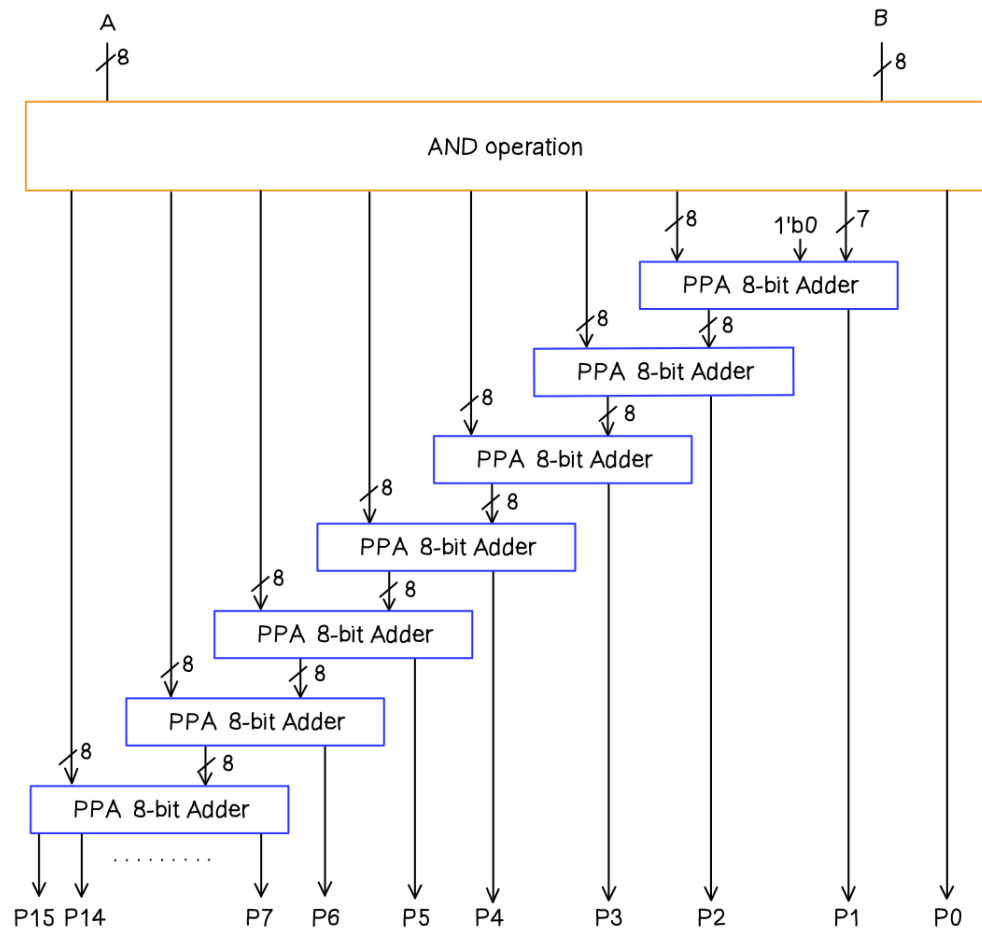 A
B
8
8
AND operation
8
1'b0
7
PPA 8-bit Adder
8
8
PPA 8-bit Adder
8
8
PPA 8-bit Adder
8
8
PPA 8-bit Adder
8
8
PPA 8-bit Adder
8
8
PPA 8-bit Adder
8
8
PPA 8-bit Adder
.........
P15 P14 P7 P6 P5 P4 P3 P2 P1 P0